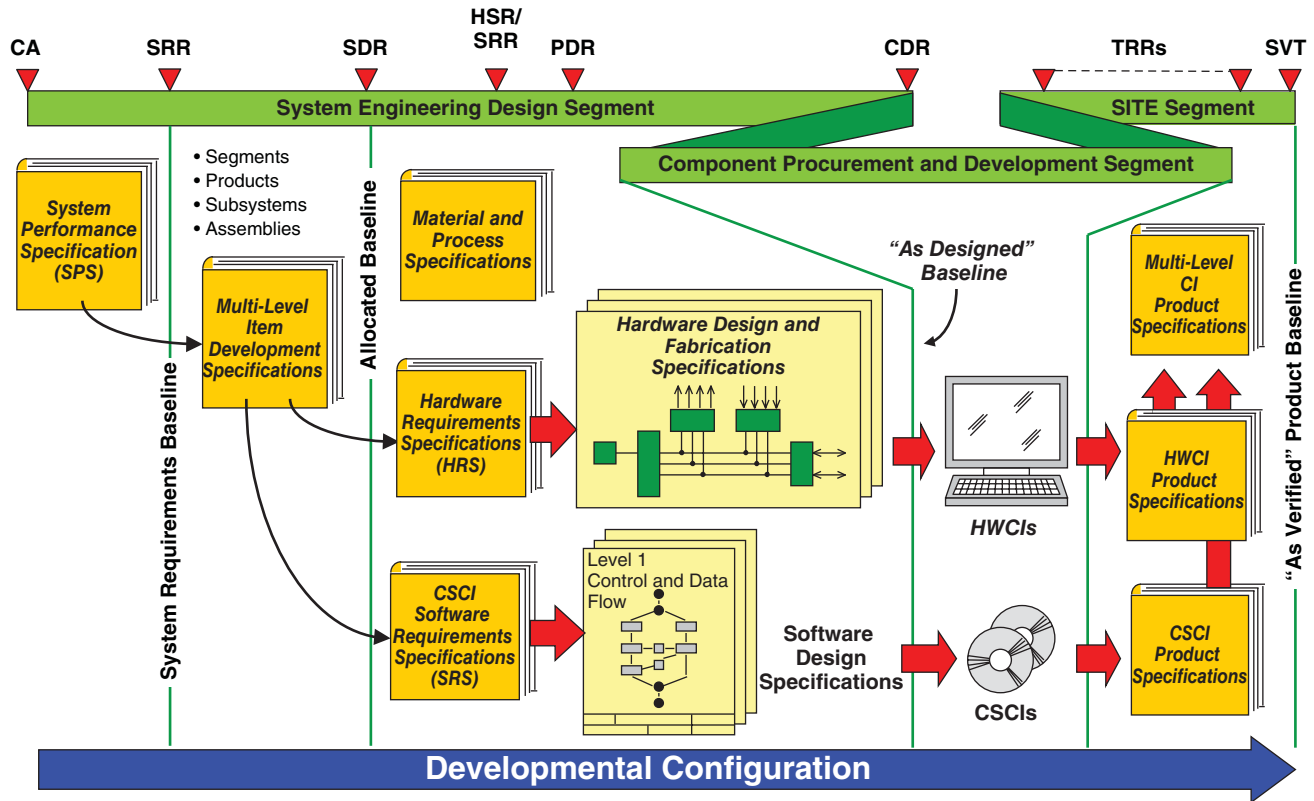 HSR/
CA SRR SDR SRR PDR CDR TRRs SVT
System Engineering Design Segment
SITE Segment
Component Procurement and Development Segment
• Segments
• Products
• Subsystems
• Assemblies
System
Performance
Specification
(SPS)
System Requirements Baseline
Multi-Level
Item
Development
Specifications
Allocated Baseline
Material and
Process
Specifications
"As Designed"
Baseline
Multi-Level
CI
Product
Specifications
Hardware Design and
Fabrication
Specifications
Hardware
Requirements
Specifications
(HRS)
HWCIs
HWCI
Product
Specifications
"As Verified" Product Baseline
CSCI
Software
Requirements
Specifications
(SRS)
Level 1
Control and Data
Flow
Software
Design
Specifications
CSCIs
CSCI
Product
Specifications
Developmental Configuration